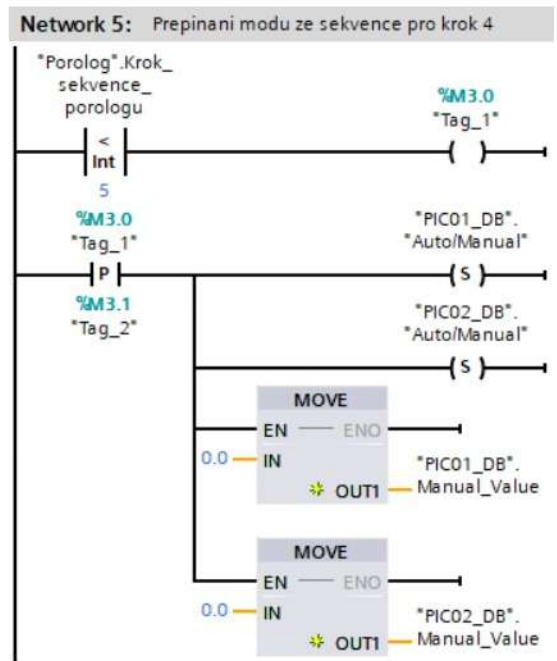 Network 5: Prepinani modu ze sekvence pro krok 4
"Porolog".Krok_
sekvence_
porologu
%M3.0
"Tag_1"
<
Int
( )
5
%M3.0
"Tag_1"
"PIC01_DB".
"Auto/Manual"
P
( S )
%M3.1
"Tag_2"
"PIC02_DB".
"Auto/Manual"
( S )
MOVE
EN ENO
0.0 IN
"PIC01_DB".
OUT1 Manual_Value
MOVE
EN ENO
0.0 IN
"PIC02_DB".
OUT1 Manual_Value